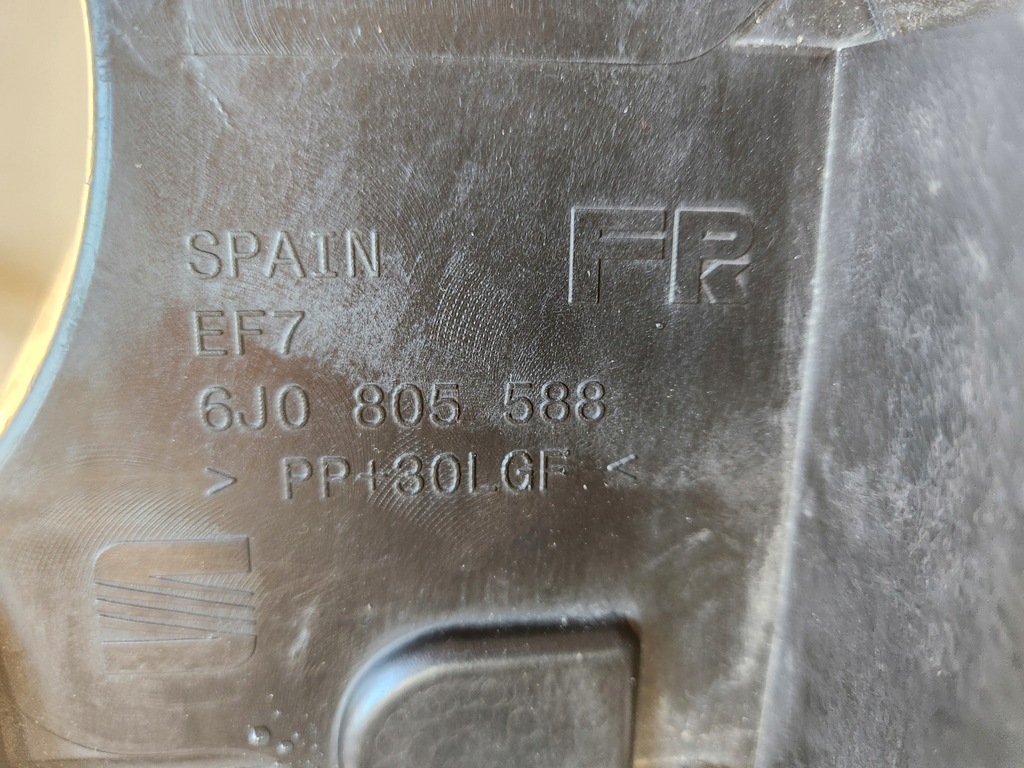 FR
SPAIN
EF7
6J0 805 588
> PP+30LGF <